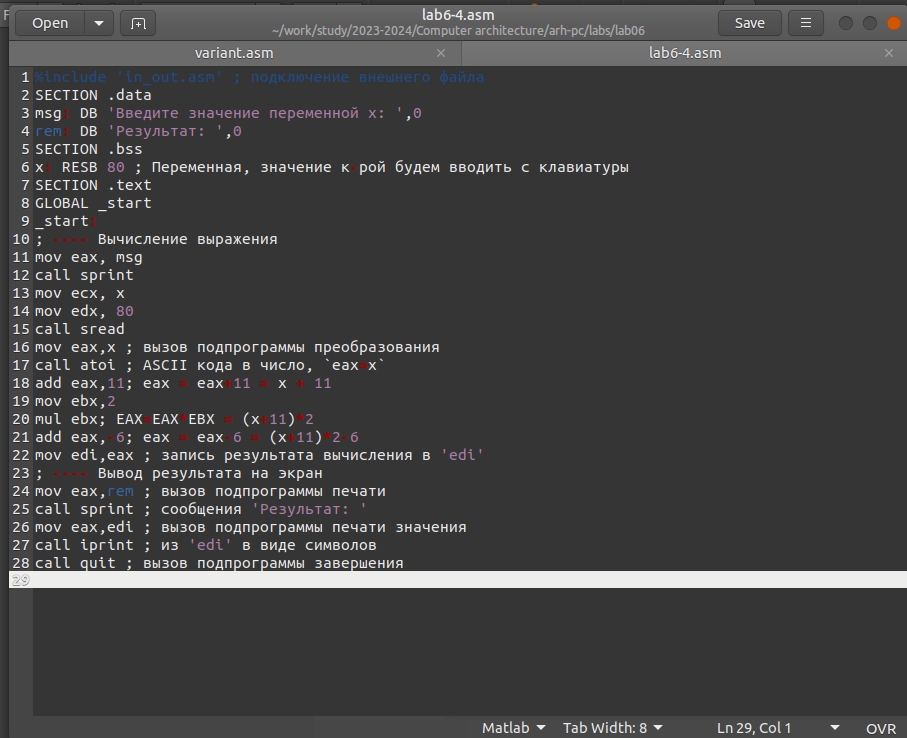 Open
lab6-4.asm
~/work/study/2023-2024/Computer architecture/arh-pc/labs/lab06
Save
variant.asm
lab6-4.asm
1 %include 'in_out.asm' ; подключение внешнего файла
2 SECTION .data
3 msg: DB 'Введите значение переменной x: ',0
4 rem: DB 'Результат: ',0
5 SECTION .bss
6 x: RESB 80 ; Переменная, значение к-рой будем вводить с клавиатуры
7 SECTION .text
8 GLOBAL _start
9 _start:
10 ; ---- Вычисление выражения
11 mov eax, msg
12 call sprint
13 mov ecx, x
14 mov edx, 80
15 call sread
16 mov eax,x ; вызов подпрограммы преобразования
17 call atoi ; ASCII кода в число, `eax=x`
18 add eax,11; eax = eax+11 = x + 11
19 mov ebx,2
20 mul ebx; EAX=EAX*EBX = (x+11)*2
21 add eax,-6; eax = eax-6 = (x+11)*2-6
22 mov edi,eax ; запись результата вычисления в 'edi'
23 ; ---- Вывод результата на экран
24 mov eax,rem ; вызов подпрограммы печати
25 call sprint ; сообщения 'Результат: '
26 mov eax,edi ; вызов подпрограммы печати значения
27 call iprint ; из 'edi' в виде символов
28 call quit ; вызов подпрограммы завершения
29
Matlab Tab Width: 8 Ln 29, Col 1 OVR